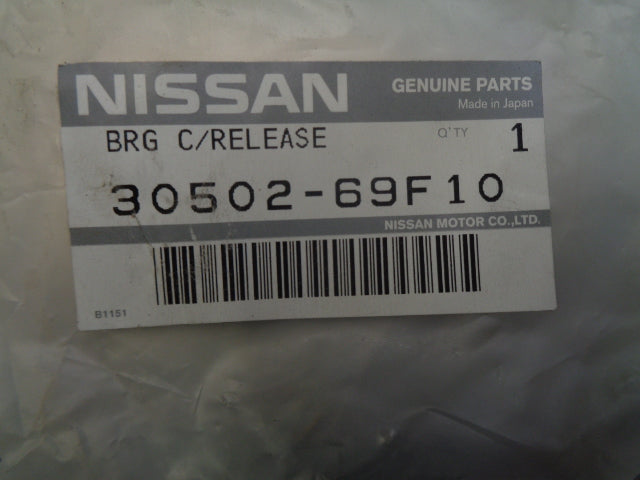 NISSAN GENUINE PARTS
Made in Japan
BRG C/RELEASE Q'TY 1
30502-69F10
NISSAN MOTOR CO.,LTD.
B1151